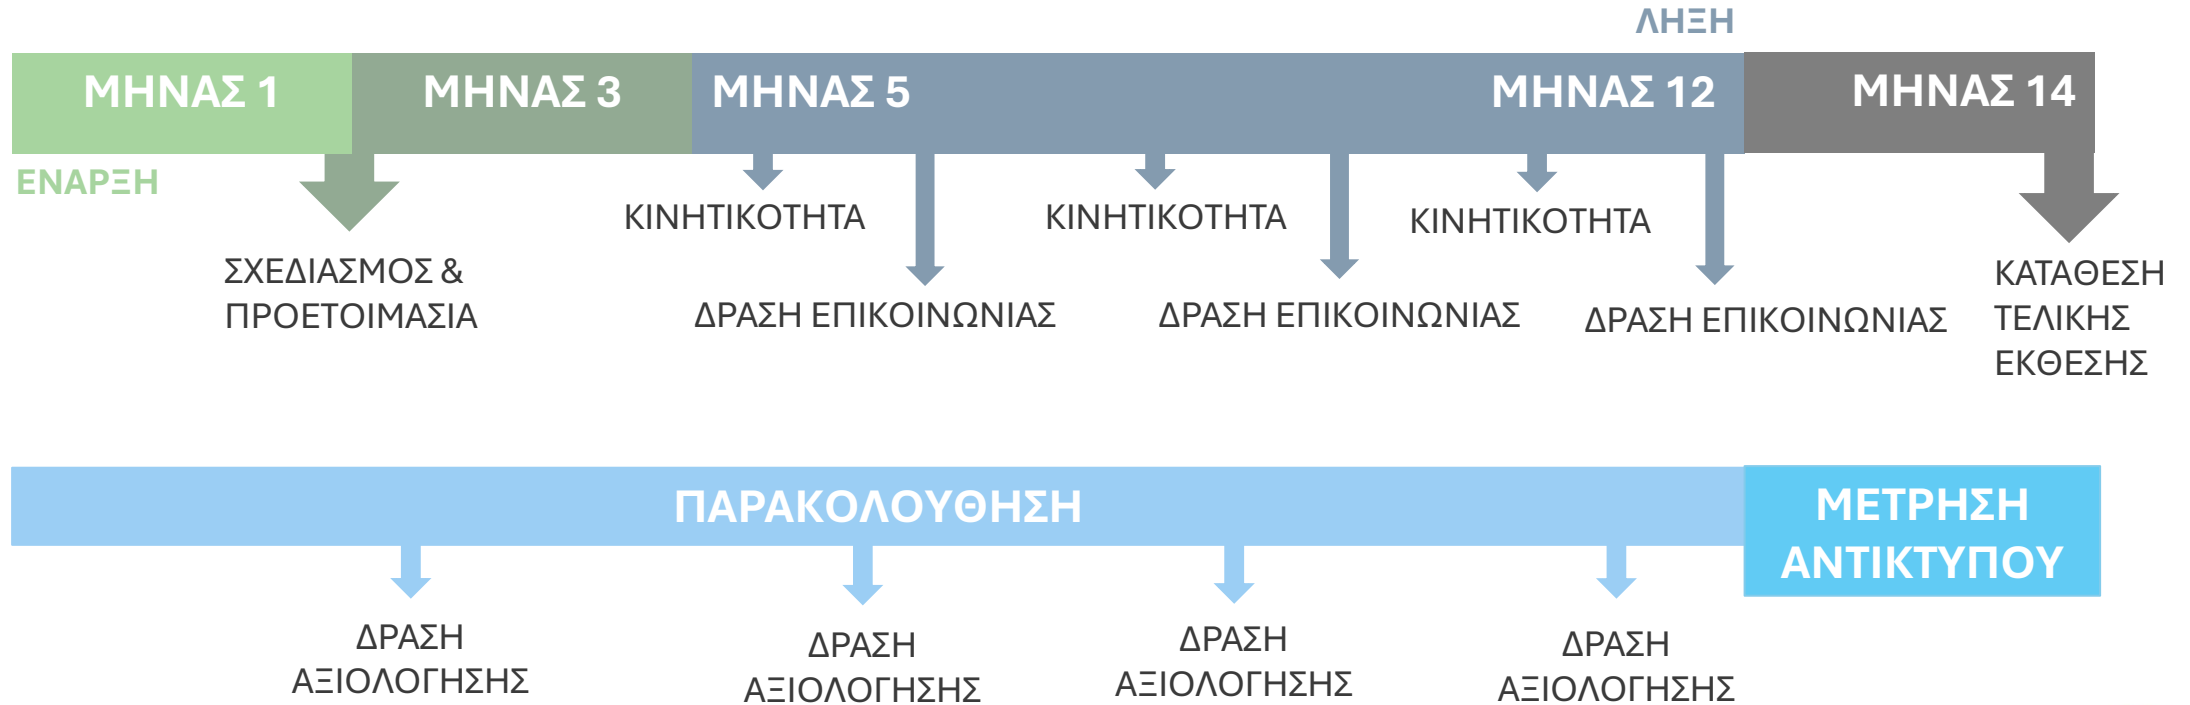 ΛΗΞΗ
ΜΗΝΑΣ 1
ΜΗΝΑΣ 3
ΜΗΝΑΣ 5
ΜΗΝΑΣ 12
ΜΗΝΑΣ 14
ΕΝΑΡΞΗ
ΣΧΕΔΙΑΣΜΟΣ &
ΠΡΟΕΤΟΙΜΑΣΙΑ
ΚΙΝΗΤΙΚΟΤΗΤΑ
ΔΡΑΣΗ ΕΠΙΚΟΙΝΩΝΙΑΣ
ΚΙΝΗΤΙΚΟΤΗΤΑ
ΔΡΑΣΗ ΕΠΙΚΟΙΝΩΝΙΑΣ
ΚΙΝΗΤΙΚΟΤΗΤΑ
ΔΡΑΣΗ ΕΠΙΚΟΙΝΩΝΙΑΣ
ΚΑΤΑΘΕΣΗ
ΤΕΛΙΚΗΣ
ΕΚΘΕΣΗΣ
ΠΑΡΑΚΟΛΟΥΘΗΣΗ
ΜΕΤΡΗΣΗ
ΑΝΤΙΚΤΥΠΟΥ
ΔΡΑΣΗ
ΑΞΙΟΛΟΓΗΣΗΣ
ΔΡΑΣΗ
ΑΞΙΟΛΟΓΗΣΗΣ
ΔΡΑΣΗ
ΑΞΙΟΛΟΓΗΣΗΣ
ΔΡΑΣΗ
ΑΞΙΟΛΟΓΗΣΗΣ